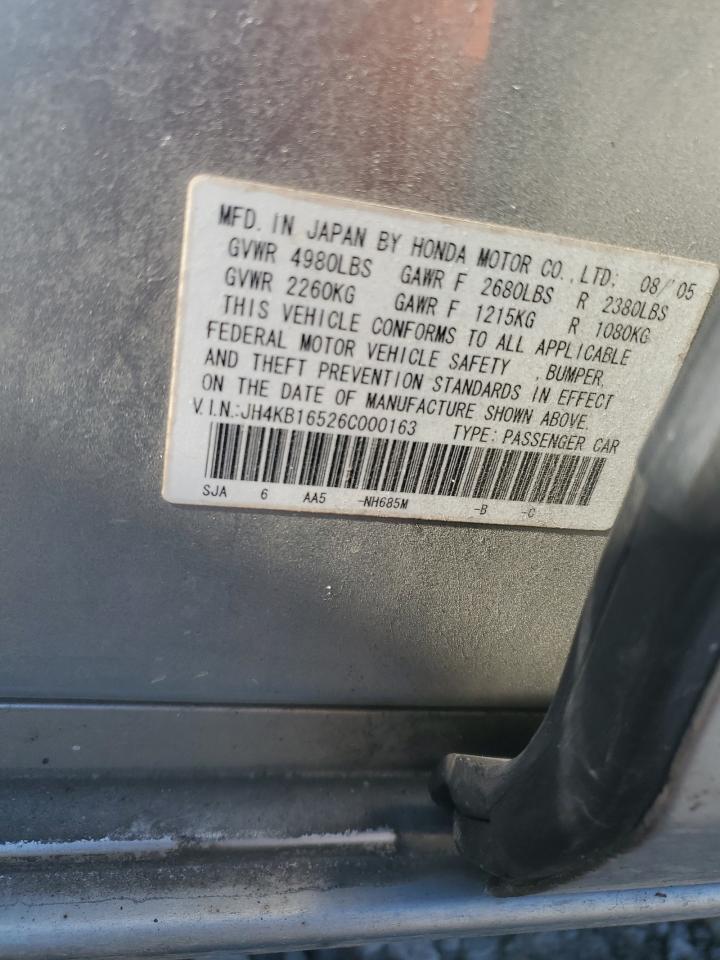 MFD. IN JAPAN BY HONDA MOTOR CO., LTD: 08/'05
GVWR 4980LBS GAWR F 2680LBS R 2380LBS
GVWR 2260KG GAWR F 1215KG R 1080KG
THIS VEHICLE CONFORMS TO ALL APPLICABLE
FEDERAL MOTOR VEHICLE SAFETY , BUMPER,
AND THEFT PREVENTION STANDARDS IN EFFECT
ON THE DATE OF MANUFACTURE SHOWN ABOVE.
V.I.N.:JH4KB16526C000163 TYPE: PASSENGER CAR
SJA 6 AA5 -NH685M -B -C